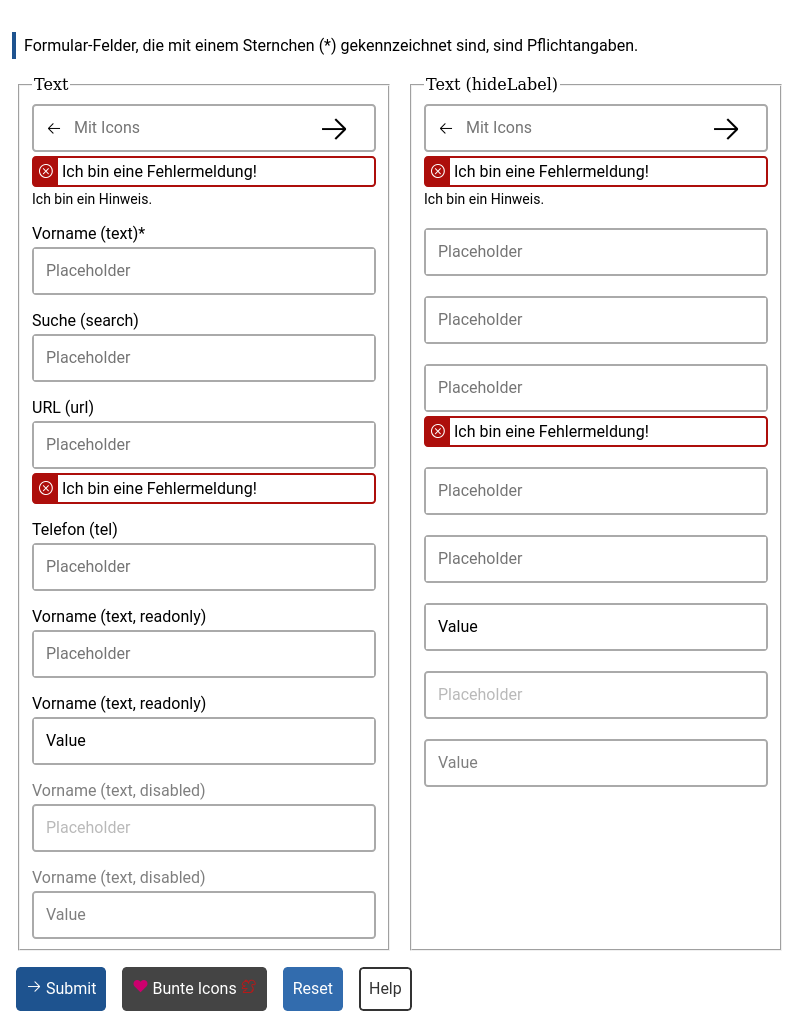 Formular-Felder, die mit einem Sternchen (*) gekennzeichnet sind, sind Pflichtangaben.
Text
Mit Icons
Ich bin eine Fehlermeldung!
Ich bin ein Hinweis.
Vorname (text)*
Placeholder
Suche (search)
Placeholder
URL (url)
Placeholder
Ich bin eine Fehlermeldung!
Telefon (tel)
Placeholder
Vorname (text, readonly)
Placeholder
Vorname (text, readonly)
Value
Vorname (text, disabled)
Placeholder
Vorname (text, disabled)
Value
Text (hideLabel)
Mit Icons
Ich bin eine Fehlermeldung!
Ich bin ein Hinweis.
Placeholder
Placeholder
Placeholder
Ich bin eine Fehlermeldung!
Placeholder
Placeholder
Value
Placeholder
Value
Submit
Bunte Icons
Reset
Help